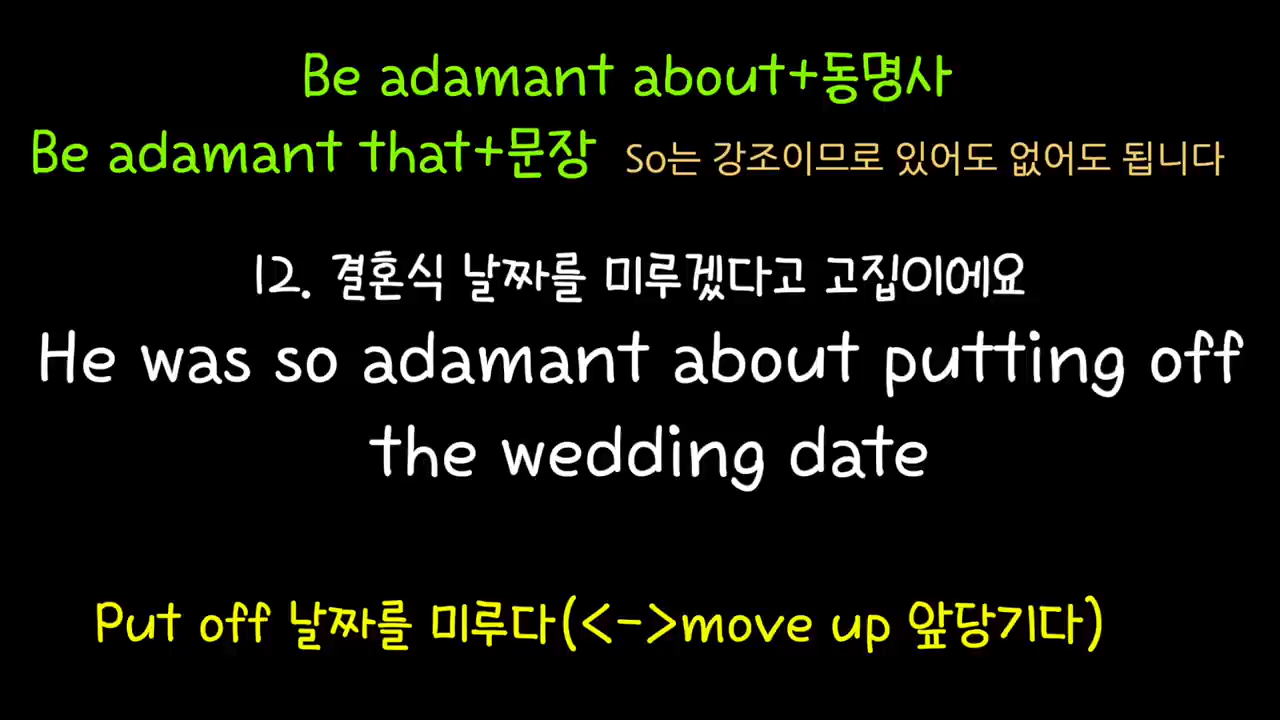 Be adamant about+동명사
Be adamant that+문장 So는 강조이므로 있어도 없어도 됩니다
12. 결혼식 날짜를 미루겠다고 고집이에요
He was so adamant about putting off
the wedding date
Put off 날짜를 미루다(<->move up 앞당기다)